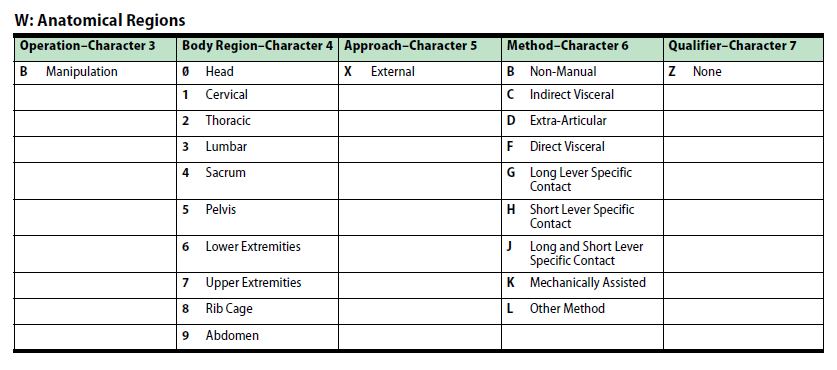 W: Anatomical Regions
Operation–Character 3 Body Region–Character 4 Approach–Character 5 Method–Character 6 Qualifier–Character 7
B Manipulation Ø Head X External B Non-Manual Z None
1 Cervical C Indirect Visceral
2 Thoracic D Extra-Articular
3 Lumbar F Direct Visceral
4 Sacrum G Long Lever Specific
Contact
5 Pelvis H Short Lever Specific
Contact
6 Lower Extremities J Long and Short Lever
Specific Contact
7 Upper Extremities K Mechanically Assisted
8 Rib Cage L Other Method
9 Abdomen